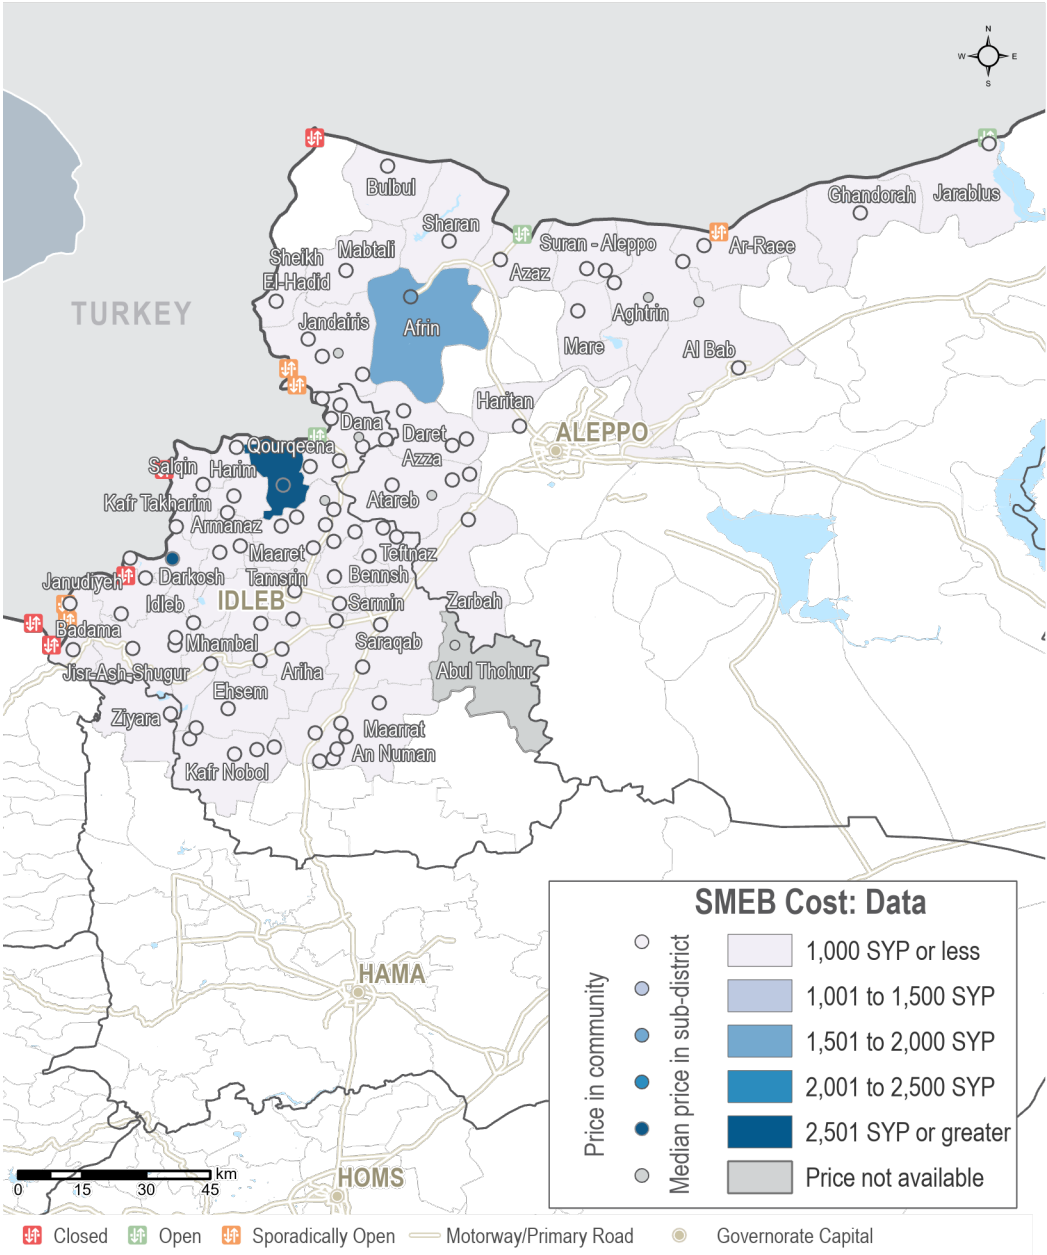 N
W E
S
Bulbul
Ghandorah
Jarablus
Sharan
Mabtali
Suran - Aleppo
Ar-Raee
Sheikh
El-Hadid
Azaz
TURKEY
Aghtrin
Jandairis
Afrin
Mare
Al Bab
Haritan
Dana
Daret
Azza
ALEPPO
Qourqeena
Salqin
Harim
Kafr Takharim
Atareb
Armanaz
Maaret
Tamsrin
Teftnaz
Janudiyeh
Darkosh
Bennsh
Idleb
IDLEB
Sarmin
Zarbah
Badama
Mhambal
Saraqab
Jisr-Ash-Shugur
Ariha
Abul Thohur
Ehsem
Ziyara
Maarrat
An Numan
Kafr Nobol
HAMA
HOMS
SMEB Cost: Data
Price in community
Median price in sub-district
1,000 SYP or less
1,001 to 1,500 SYP
1,501 to 2,000 SYP
2,001 to 2,500 SYP
2,501 SYP or greater
Price not available
km
0 15 30 45
Closed Open Sporadically Open Motorway/Primary Road Governorate Capital